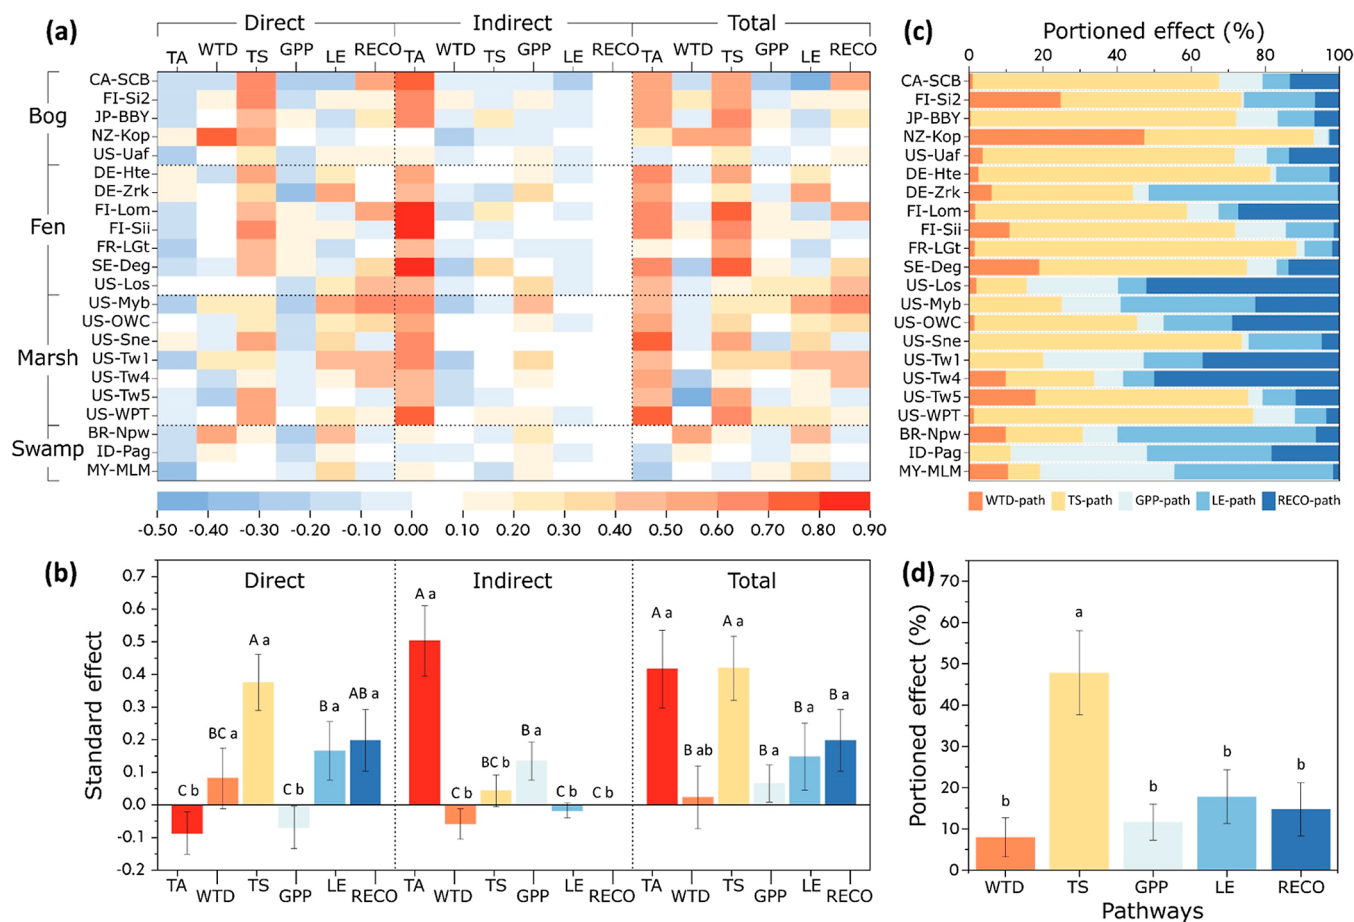 (a)
Direct Indirect Total
TA WTD TS GPP LE RECO TA WTD TS GPP LE RECO TA WTD TS GPP LE RECO
Bog
CA-SCB
FI-Si2
JP-BBY
NZ-Kop
US-Uaf
Fen
DE-Hte
DE-Zrk
FI-Lom
FI-Sii
FR-LGt
SE-Deg
US-Los
Marsh
US-Myb
US-OWC
US-Sne
US-Tw1
US-Tw4
US-Tw5
US-WPT
Swamp
BR-Npw
ID-Pag
MY-MLM
-0.50 -0.40 -0.30 -0.20 -0.10 0.00 0.10 0.20 0.30 0.40 0.50 0.60 0.70 0.80 0.90
(c)
Portioned effect (%)
0 20 40 60 80 100
CA-SCB
FI-Si2
JP-BBY
NZ-Kop
US-Uaf
DE-Hte
DE-Zrk
FI-Lom
FI-Sii
FR-LGt
SE-Deg
US-Los
US-Myb
US-OWC
US-Sne
US-Tw1
US-Tw4
US-Tw5
US-WPT
BR-Npw
ID-Pag
MY-MLM
WTD-path TS-path GPP-path LE-path RECO-path
(b)
Standard effect
0.7
0.6
0.5
0.4
0.3
0.2
0.1
0.0
-0.1
-0.2
Direct Indirect Total
C b BC a A a C b B a AB a
A a C b BC b B a C b C b
A a B ab A a B a B a B a
TA WTD TS GPP LE RECO TA WTD TS GPP LE RECO TA WTD TS GPP LE RECO
(d)
Portioned effect (%)
70
60
50
40
30
20
10
0
b a b b b
WTD TS GPP LE RECO
Pathways